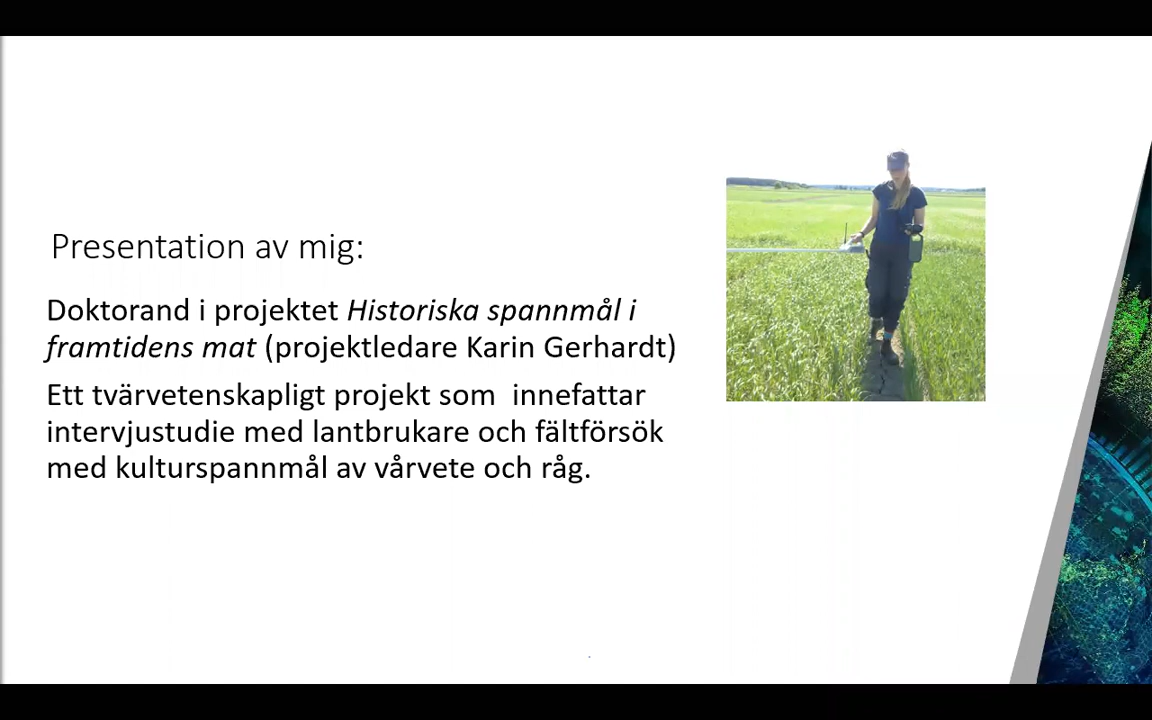 Presentation av mig:
Doktorand i projektet Historiska spannmål i
framtidens mat (projektledare Karin Gerhardt)
Ett tvärvetenskapligt projekt som  innefattar
intervjustudie med lantbrukare och fältförsök
med kulturspannmål av vårvete och råg.